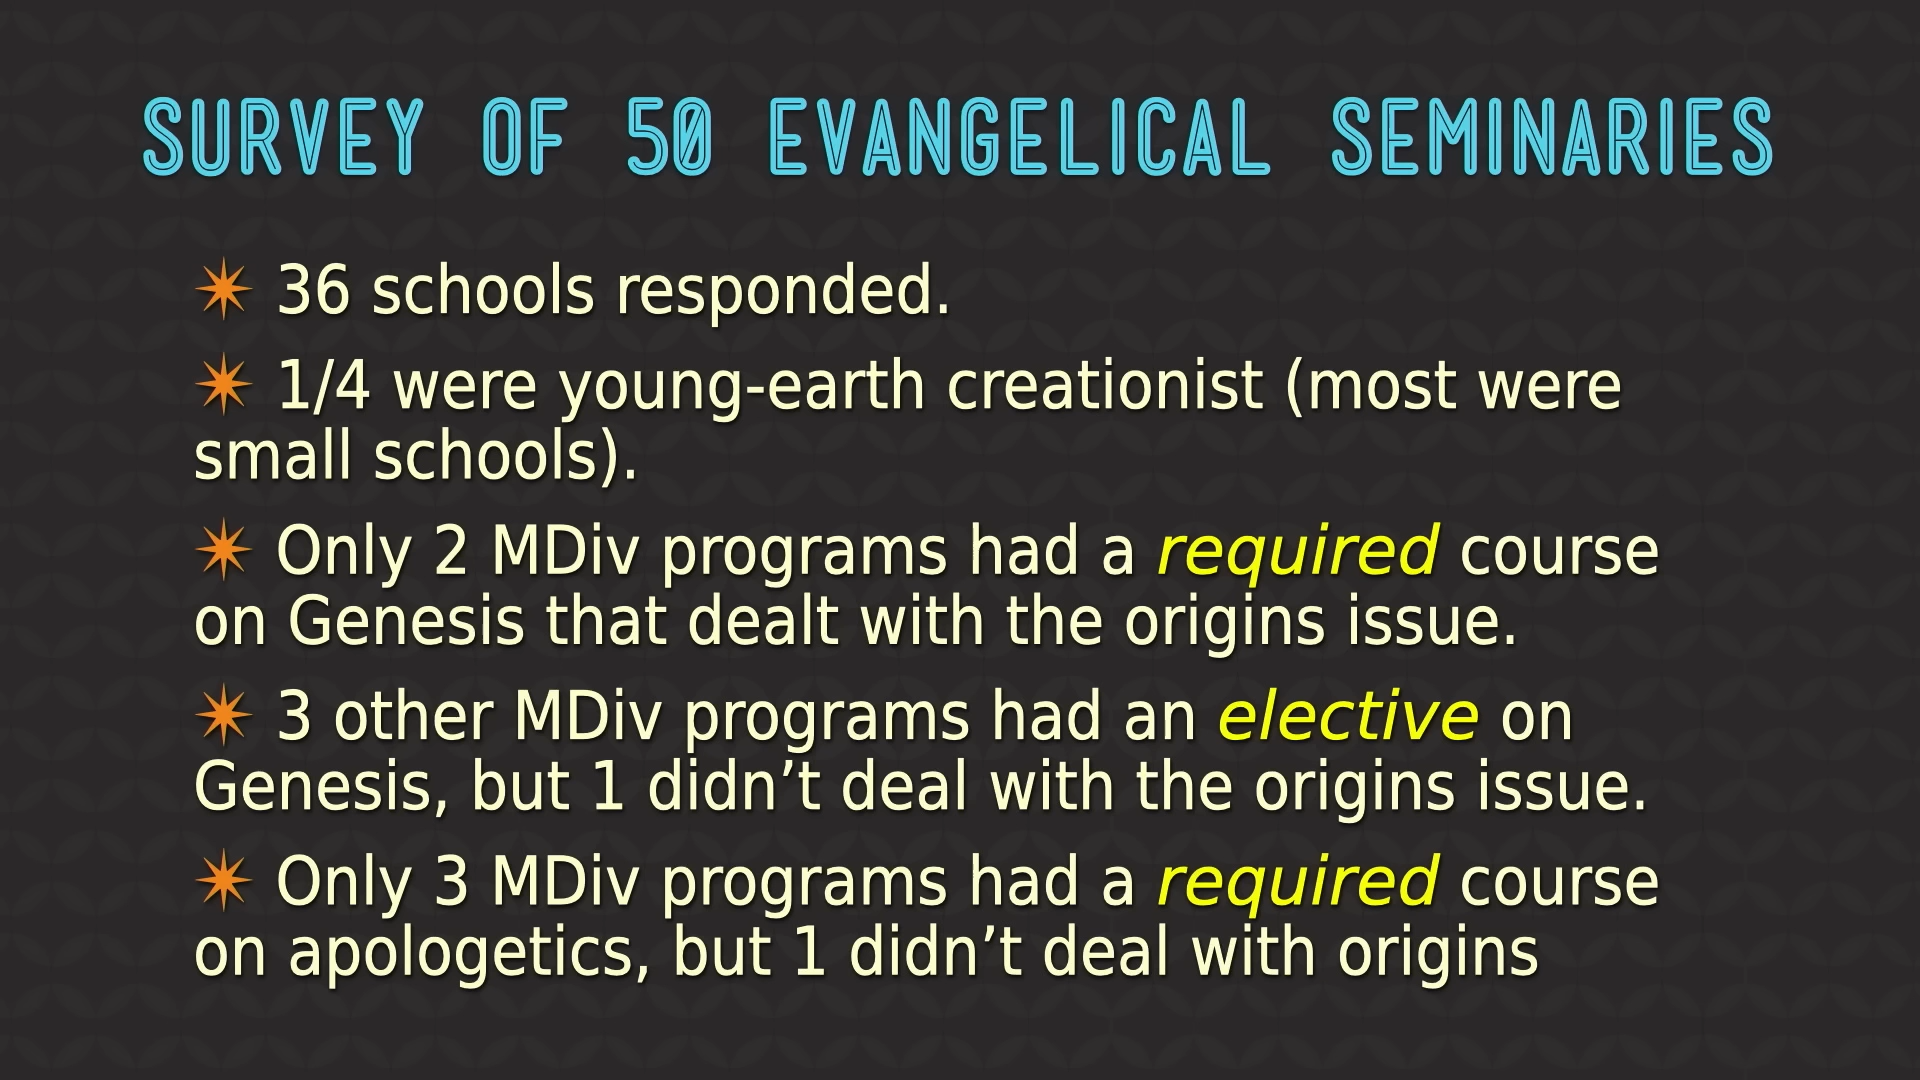 SURVEY OF 50 EVANGELICAL SEMINARIES
✴ 36 schools responded.
✴ 1/4 were young-earth creationist (most were
small schools).
✴ Only 2 MDiv programs had a required course
on Genesis that dealt with the origins issue.
✴ 3 other MDiv programs had an elective on
Genesis, but 1 didn’t deal with the origins issue.
✴ Only 3 MDiv programs had a required course
on apologetics, but 1 didn’t deal with origins